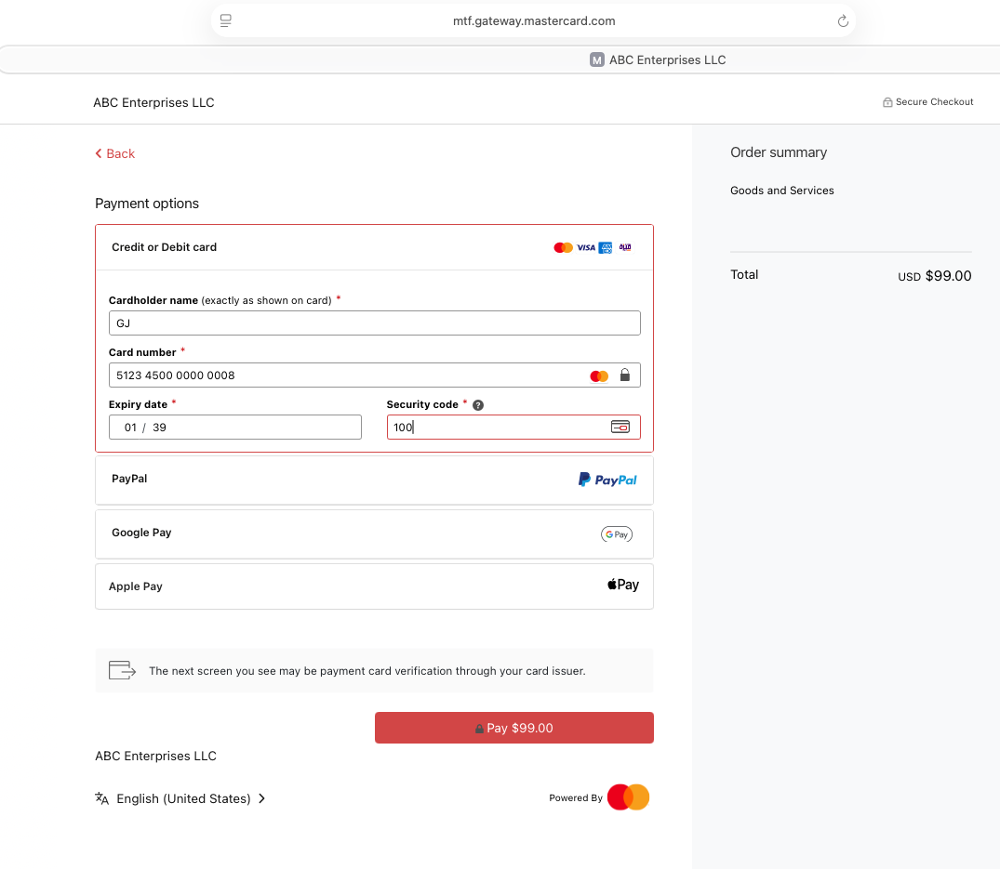 mtf.gateway.mastercard.com
M ABC Enterprises LLC
ABC Enterprises LLC
Secure Checkout
Back
Payment options
Credit or Debit card
VISA
Cardholder name (exactly as shown on card) *
GJ
Card number *
5123 4500 0000 0008
Expiry date *
Security code * ?
01 / 39
100
PayPal
PayPal
Google Pay
G Pay
Apple Pay
Pay
The next screen you see may be payment card verification through your card issuer.
Pay $99.00
ABC Enterprises LLC
English (United States)
Powered By
Order summary
Goods and Services
Total
USD $99.00